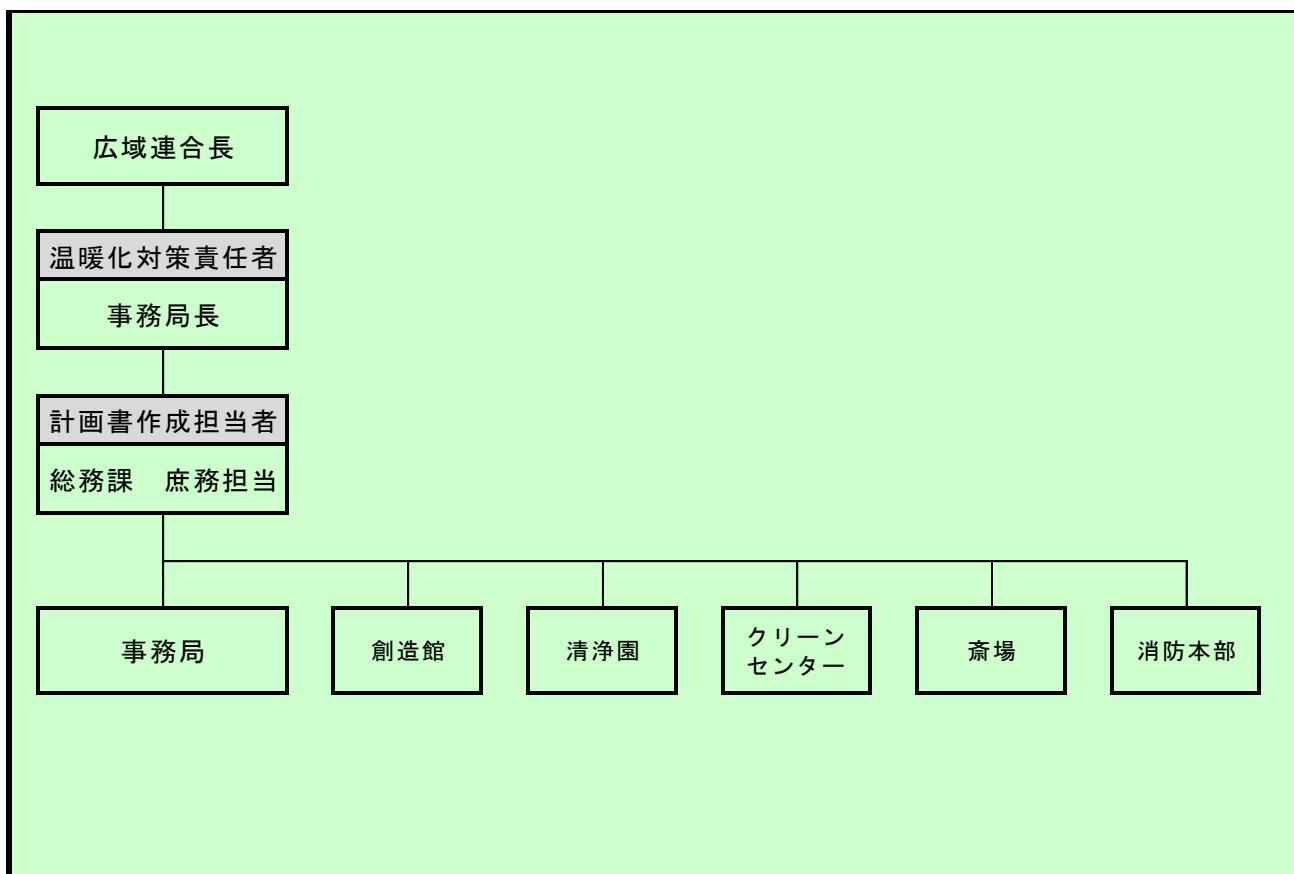 広域連合長
温暖化対策責任者
事務局長
計画書作成担当者
総務課　庶務担当
事務局
創造館
清浄園
クリーン
センター
斎場
消防本部